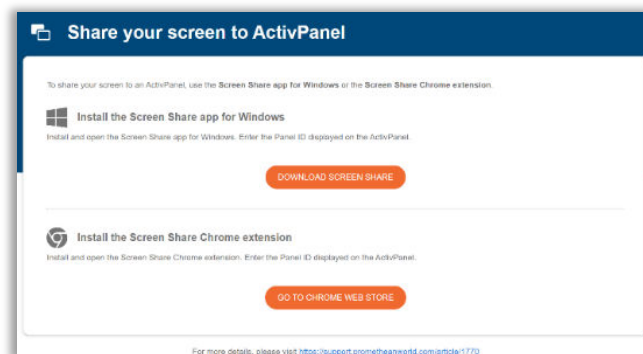 Share your screen to ActivPanel
To share your screen to an ActivPanel, use the Screen Share app for Windows or the Screen Share Chrome extension.
Install the Screen Share app for Windows
Install and open the Screen Share app for Windows. Enter the Panel ID displayed on the ActivPanel.
DOWNLOAD SCREEN SHARE
Install the Screen Share Chrome extension
Install and open the Screen Share Chrome extension. Enter the Panel ID displayed on the ActivPanel.
GO TO CHROME WEB STORE
For more details, please visit https://support.prometheanworld.com/article/1770